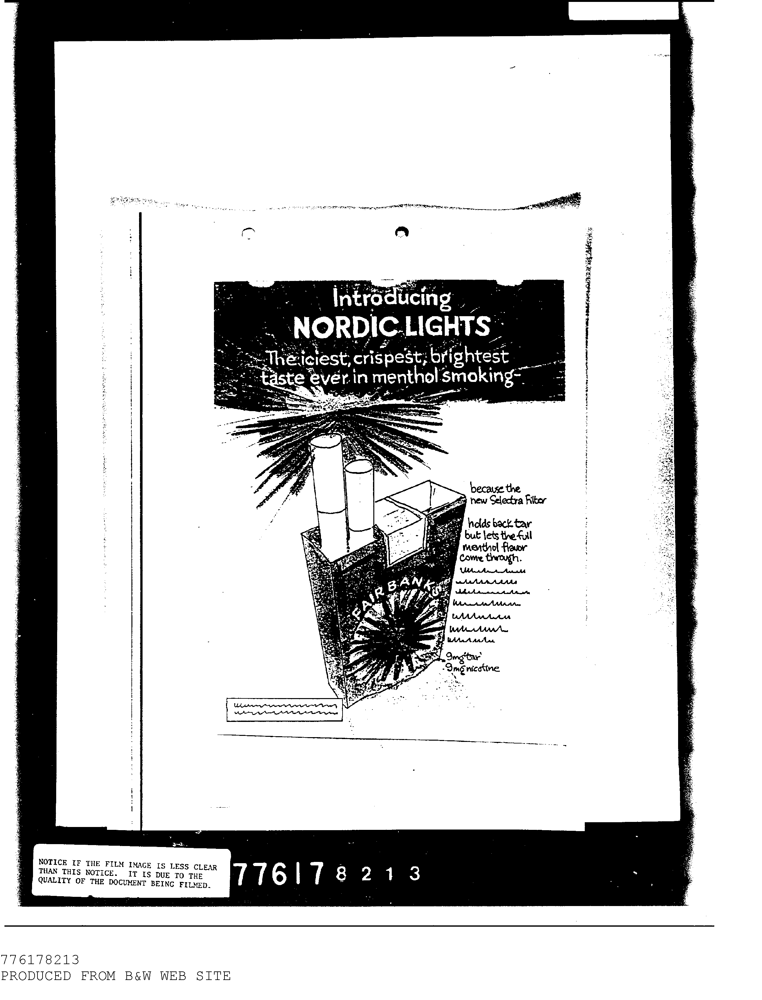 Introducing
NORDIC LIGHTS
The iciest, crispest, brightest
taste ever in menthol smoking-
because the
new Selectra Filter
holds back tar
but lets the full
menthol flavor
come through.
FAIRBANKS
9mg "tar"
.9mg nicotine
NOTICE IF THE FILM IMAGE IS LESS CLEAR
THAN THIS NOTICE. IT IS DUE TO THE
QUALITY OF THE DOCUMENT BEING FILMED.
776178213
776178213
PRODUCED FROM B&W WEB SITE